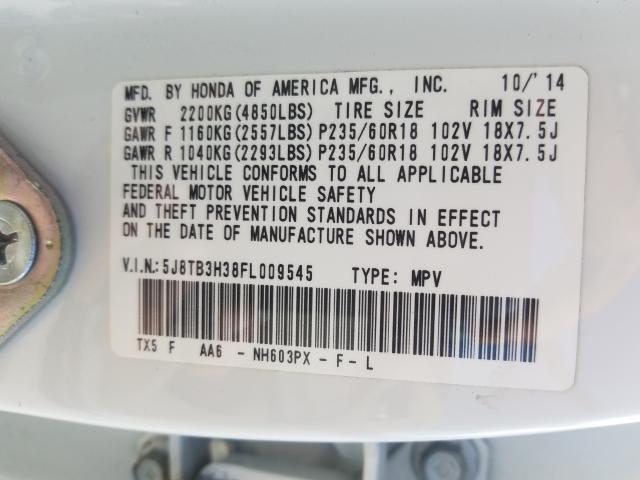 MFD. BY HONDA OF AMERICA MFG., INC. 10/'14
GVWR 2200KG(4850LBS) TIRE SIZE RIM SIZE
GAWR F 1160KG(2557LBS)P235/60R18 102V 18X7.5J
GAWR R 1040KG(2293LBS)P235/60R18 102V 18X7.5J
THIS VEHICLE CONFORMS TO ALL APPLICABLE
FEDERAL MOTOR VEHICLE SAFETY
AND THEFT PREVENTION STANDARDS IN EFFECT
ON THE DATE OF MANUFACTURE SHOWN ABOVE.
V.I.N.:5J8TB3H38FL009545 TYPE: MPV
TX5 F AA6 - NH603PX - F - L